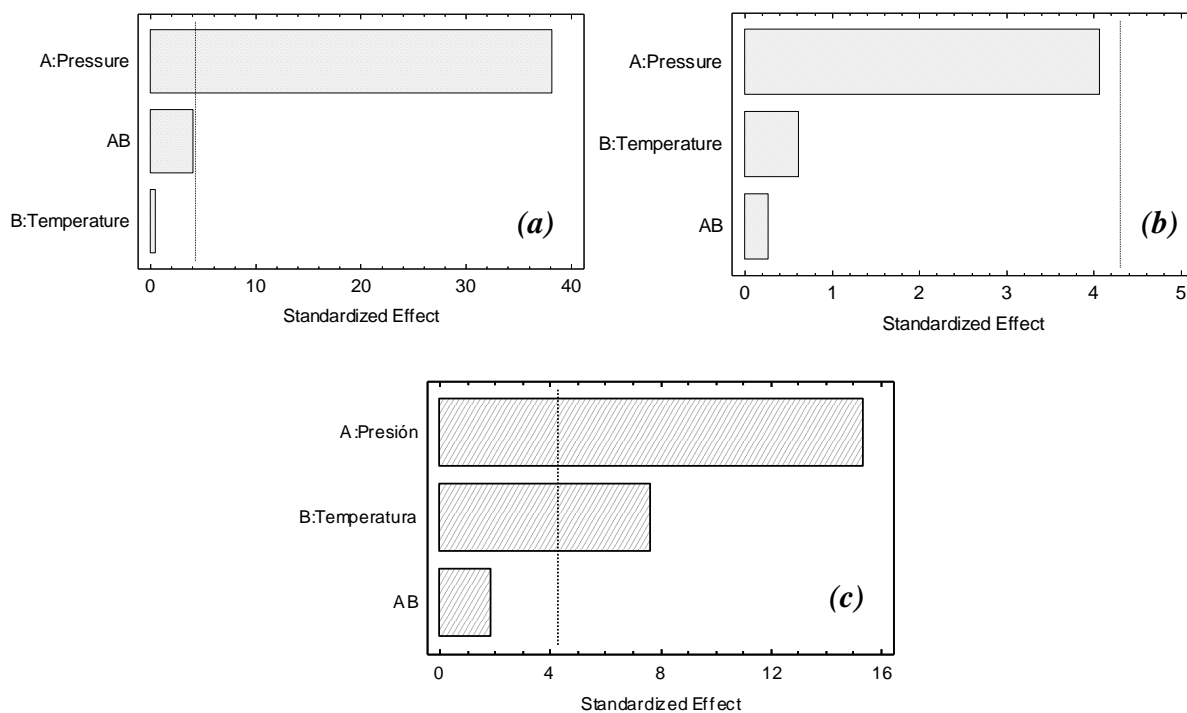 A:Pressure
AB
B:Temperature
(a)
0 10 20 30 40
Standardized Effect
A:Pressure
B:Temperature
AB
(b)
0 1 2 3 4 5
Standardized Effect
A:Presión
B:Temperatura
AB
(c)
0 4 8 12 16
Standardized Effect